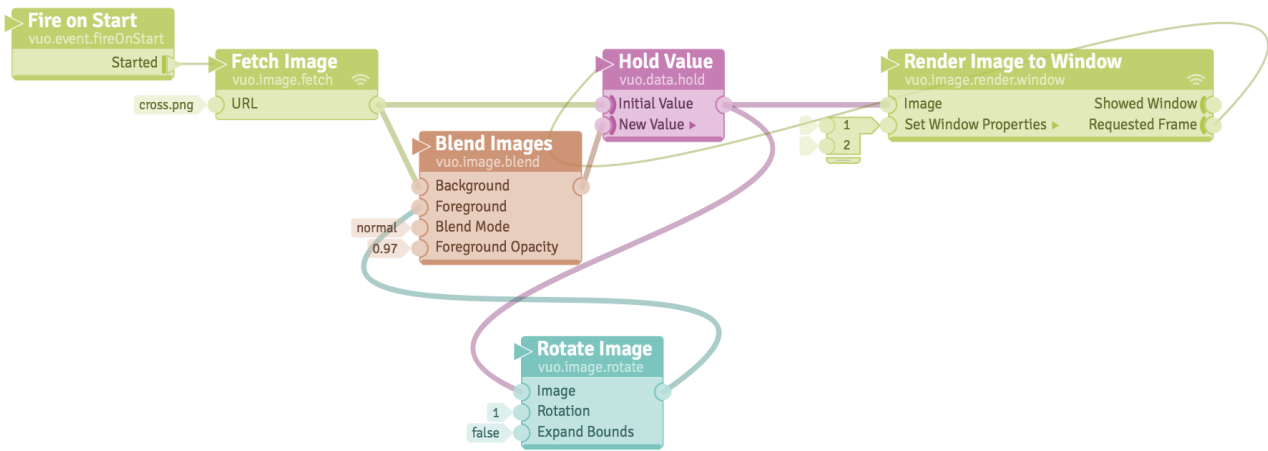 Fire on Start
vuo.event.fireOnStart
Started
Fetch Image
vuo.image.fetch
cross.png
URL
Hold Value
vuo.data.hold
Initial Value
New Value
Render Image to Window
vuo.image.render.window
Image
Showed Window
1
Set Window Properties
Requested Frame
2
Blend Images
vuo.image.blend
Background
Foreground
normal
Blend Mode
0.97
Foreground Opacity
Rotate Image
vuo.image.rotate
Image
1
Rotation
false
Expand Bounds